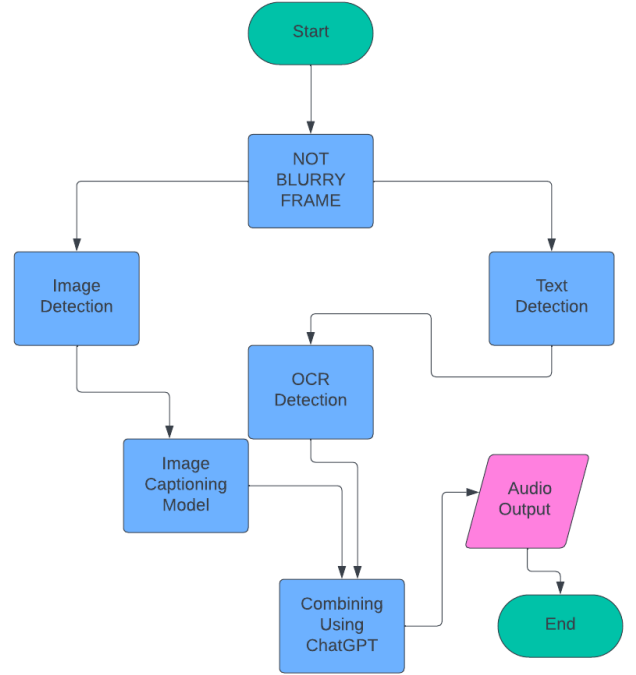 Start
NOT
BLURRY
FRAME
Image
Detection
Text
Detection
OCR
Detection
Image
Captioning
Model
Audio
Output
Combining
Using
ChatGPT
End